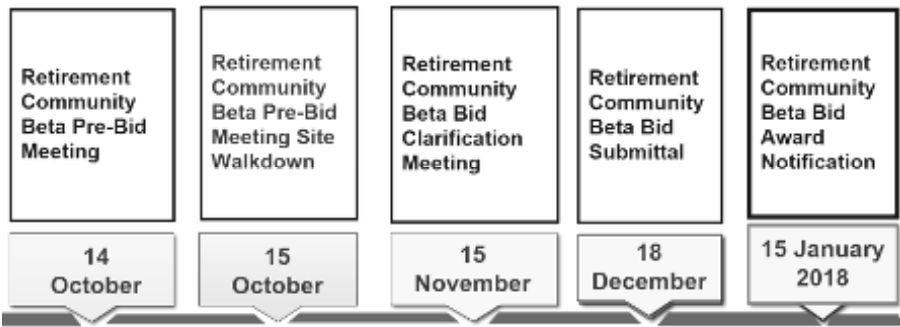 Retirement
Community
Beta Pre-Bid
Meeting
Retirement
Community
Beta Pre-Bid
Meeting Site
Walkdown
Retirement
Community
Beta Bid
Clarification
Meeting
Retirement
Community
Beta Bid
Submittal
Retirement
Community
Beta Bid
Award
Notification
14
October
15
October
15
November
18
December
15 January
2018